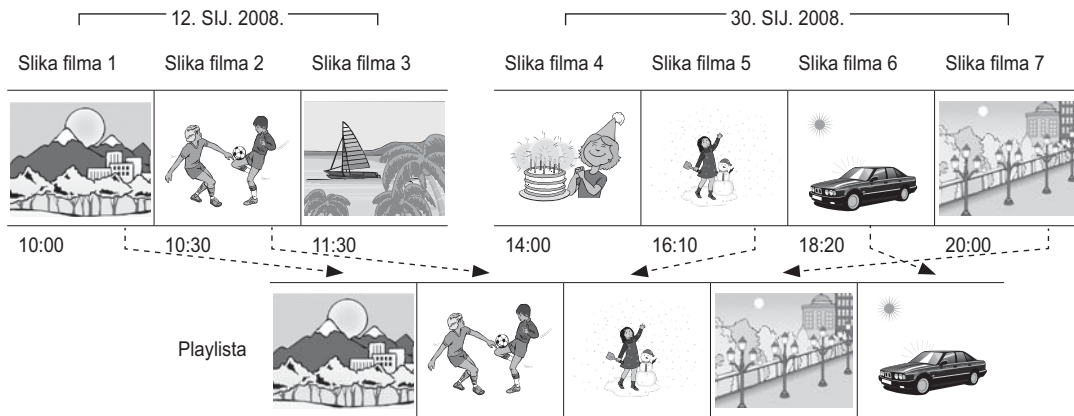 12. SIJ. 2008. 30. SIJ. 2008.
Slika filma 1 Slika filma 2 Slika filma 3 Slika filma 4 Slika filma 5 Slika filma 6 Slika filma 7
10:00 10:30 11:30 14:00 16:10 18:20 20:00
Playlista